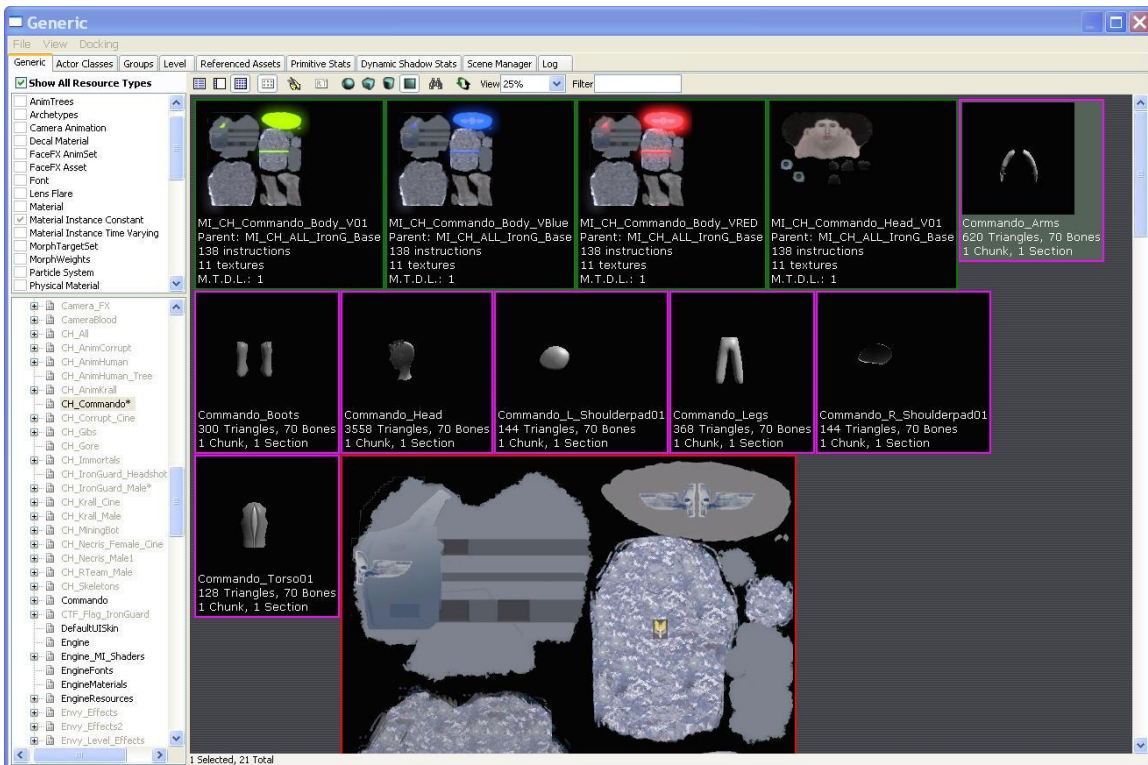 Generic
File View Docking
Generic Actor Classes Groups Level Referenced Assets Primitive Stats Dynamic Shadow Stats Scene Manager Log
Show All Resource Types
View 25% Filter
AnimTrees
Archetypes
Camera Animation
Decal Material
FaceFX AnimSet
FaceFX Asset
Font
Lens Flare
Material
Material Instance Constant
Material Instance Time Varying
MorphTargetSet
MorphWeights
Particle System
Physical Material
Camera_FX
CameraBlood
CH_All
CH_AnimCorrupt
CH_AnimHuman
CH_AnimHuman_Tree
CH_AnimKrall
CH_Commando*
CH_Corrupt_Cine
CH_Gibs
CH_Gore
CH_Immortals
CH_IronGuard_Headshot
CH_IronGuard_Male*
CH_Krall_Cine
CH_Krall_Male
CH_MiningBot
CH_Necris_Female_Cine
CH_Necris_Male1
CH_RTeam_Male
CH_Skeletons
Commando
CTF_Flag_IronGuard
DefaultUISkin
Engine
Engine_MI_Shaders
EngineFonts
EngineMaterials
EngineResources
Envy_Effects
Envy_Effects2
Envy_Level_Effects
MI_CH_Commando_Body_V01
Parent: MI_CH_ALL_IronG_Base
138 instructions
11 textures
M.T.D.L.: 1
MI_CH_Commando_Body_VBlue
Parent: MI_CH_ALL_IronG_Base
138 instructions
11 textures
M.T.D.L.: 1
MI_CH_Commando_Body_VRED
Parent: MI_CH_ALL_IronG_Base
138 instructions
11 textures
M.T.D.L.: 1
MI_CH_Commando_Head_V01
Parent: MI_CH_ALL_IronG_Base
138 instructions
11 textures
M.T.D.L.: 1
Commando_Arms
620 Triangles, 70 Bones
1 Chunk, 1 Section
Commando_Boots
300 Triangles, 70 Bones
1 Chunk, 1 Section
Commando_Head
3558 Triangles, 70 Bones
1 Chunk, 1 Section
Commando_L_Shoulderpad01
144 Triangles, 70 Bones
1 Chunk, 1 Section
Commando_Legs
368 Triangles, 70 Bones
1 Chunk, 1 Section
Commando_R_Shoulderpad01
144 Triangles, 70 Bones
1 Chunk, 1 Section
Commando_Torso01
128 Triangles, 70 Bones
1 Chunk, 1 Section
1 Selected, 21 Total